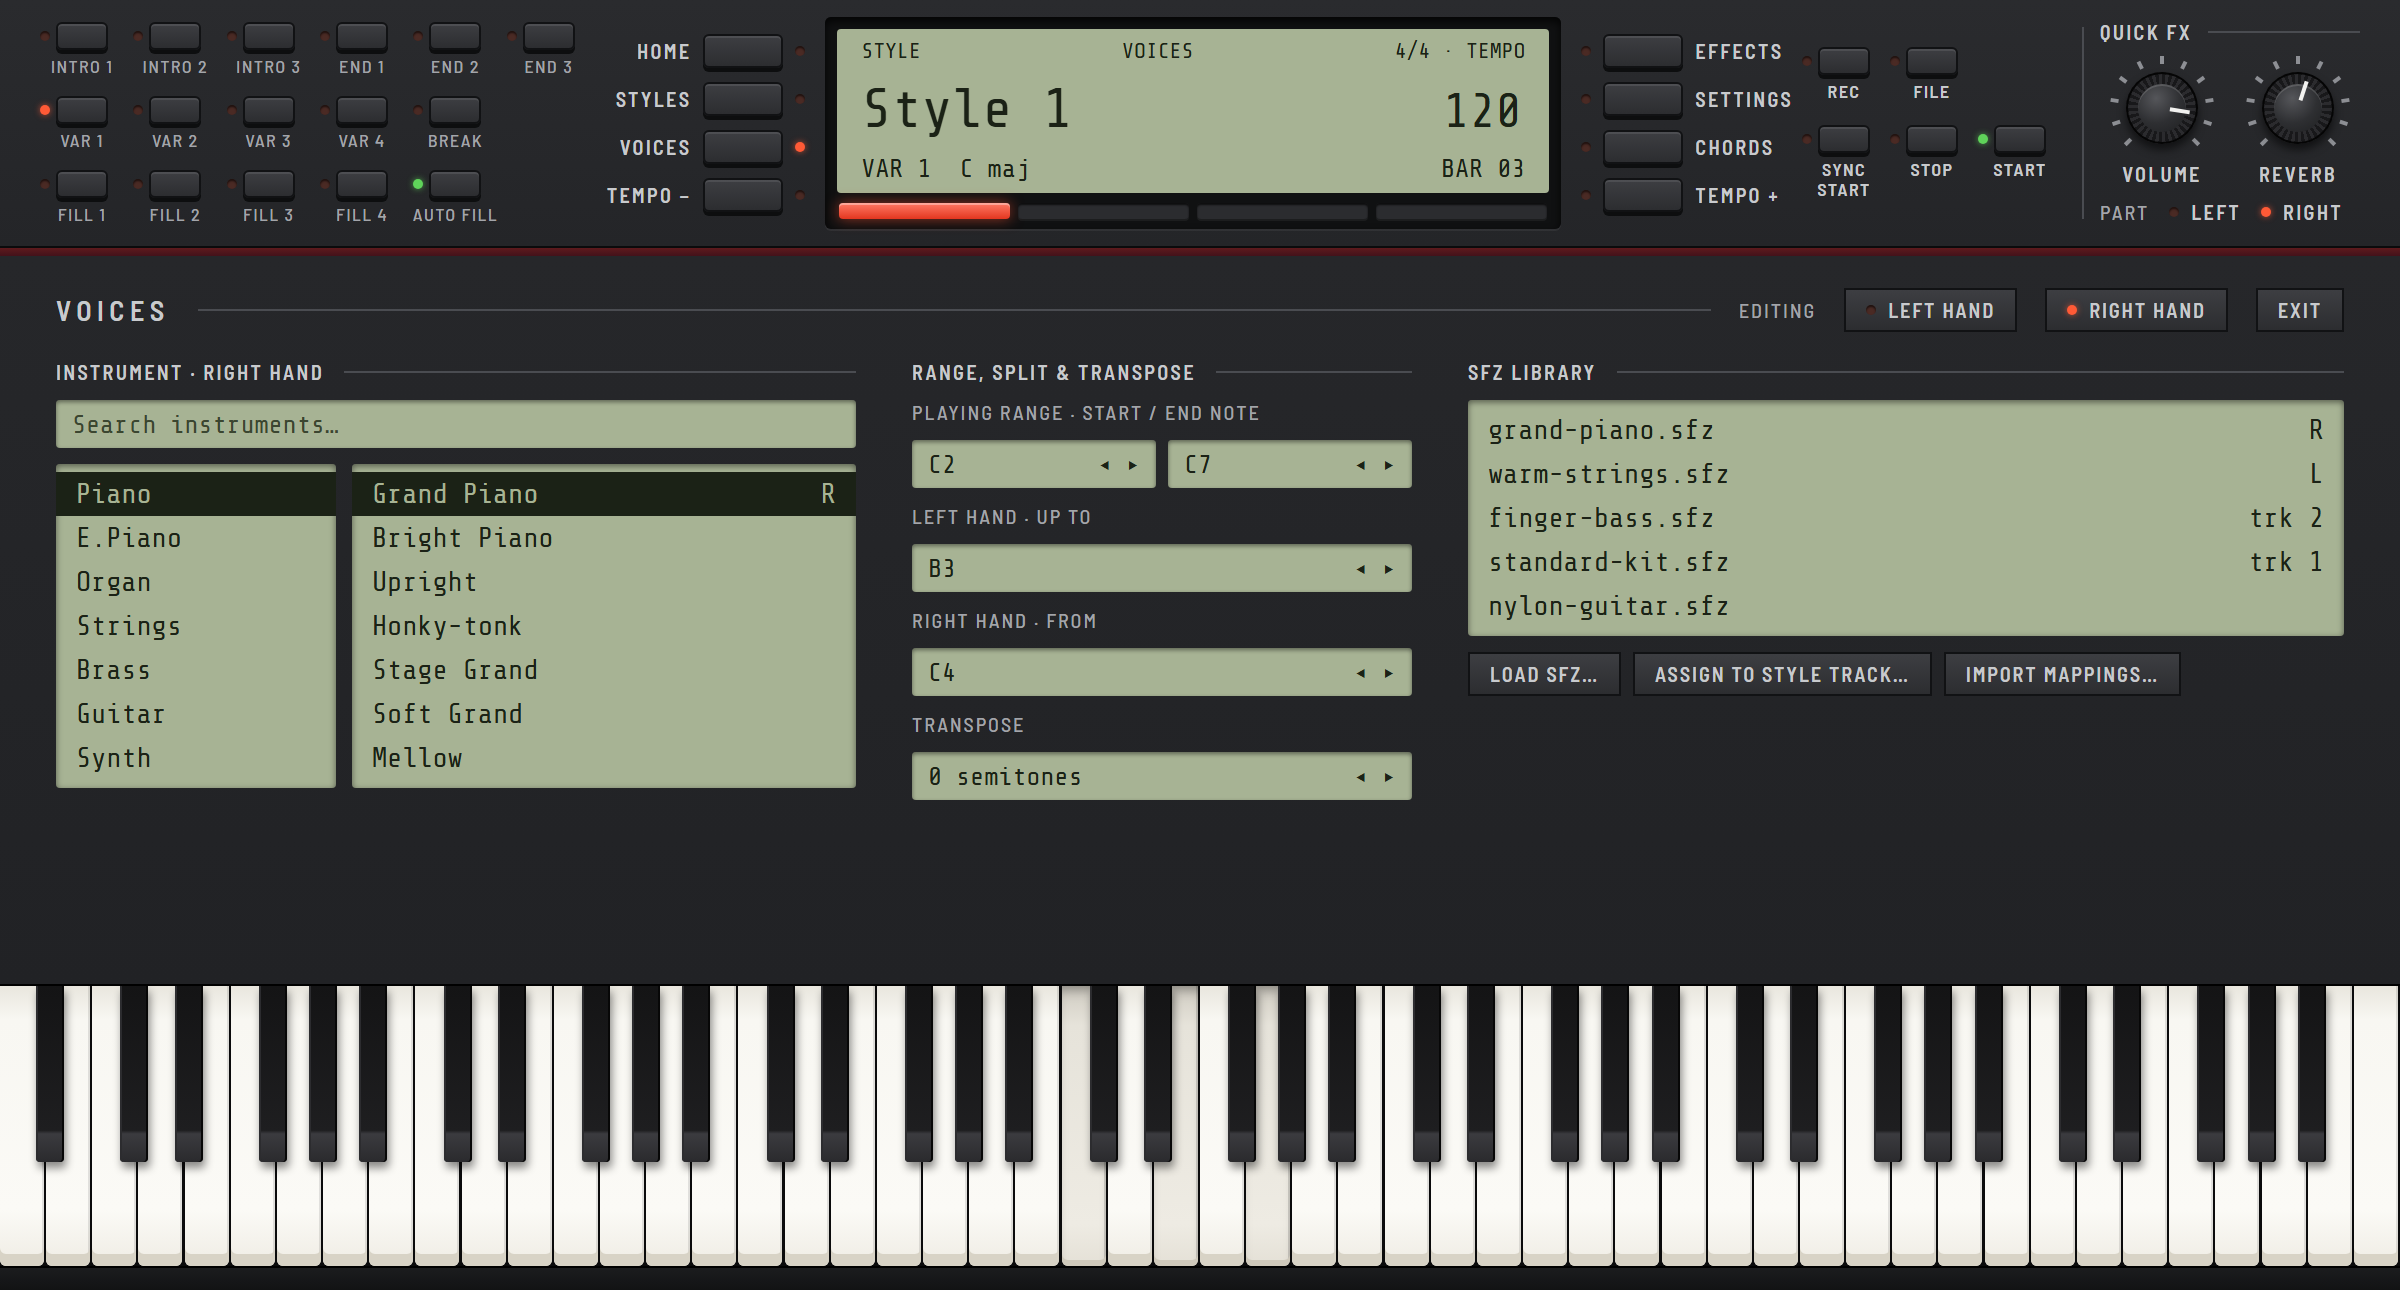 INTRO 1 INTRO 2 INTRO 3 END 1 END 2 END 3
VAR 1 VAR 2 VAR 3 VAR 4 BREAK
FILL 1 FILL 2 FILL 3 FILL 4 AUTO FILL
HOME
STYLES
VOICES
TEMPO –
STYLE VOICES 4/4 · TEMPO
Style 1 120
VAR 1 C maj BAR 03
EFFECTS
SETTINGS
CHORDS
TEMPO +
REC FILE
SYNC START STOP START
QUICK FX
VOLUME REVERB
PART LEFT RIGHT
VOICES EDITING LEFT HAND RIGHT HAND EXIT
INSTRUMENT · RIGHT HAND
Search instruments…
Piano
E.Piano
Organ
Strings
Brass
Guitar
Synth
Grand Piano R
Bright Piano
Upright
Honky-tonk
Stage Grand
Soft Grand
Mellow
RANGE, SPLIT & TRANSPOSE
PLAYING RANGE · START / END NOTE
C2 ◂ ▸ C7 ◂ ▸
LEFT HAND · UP TO
B3 ◂ ▸
RIGHT HAND · FROM
C4 ◂ ▸
TRANSPOSE
0 semitones ◂ ▸
SFZ LIBRARY
grand-piano.sfz R
warm-strings.sfz L
finger-bass.sfz trk 2
standard-kit.sfz trk 1
nylon-guitar.sfz
LOAD SFZ… ASSIGN TO STYLE TRACK… IMPORT MAPPINGS…